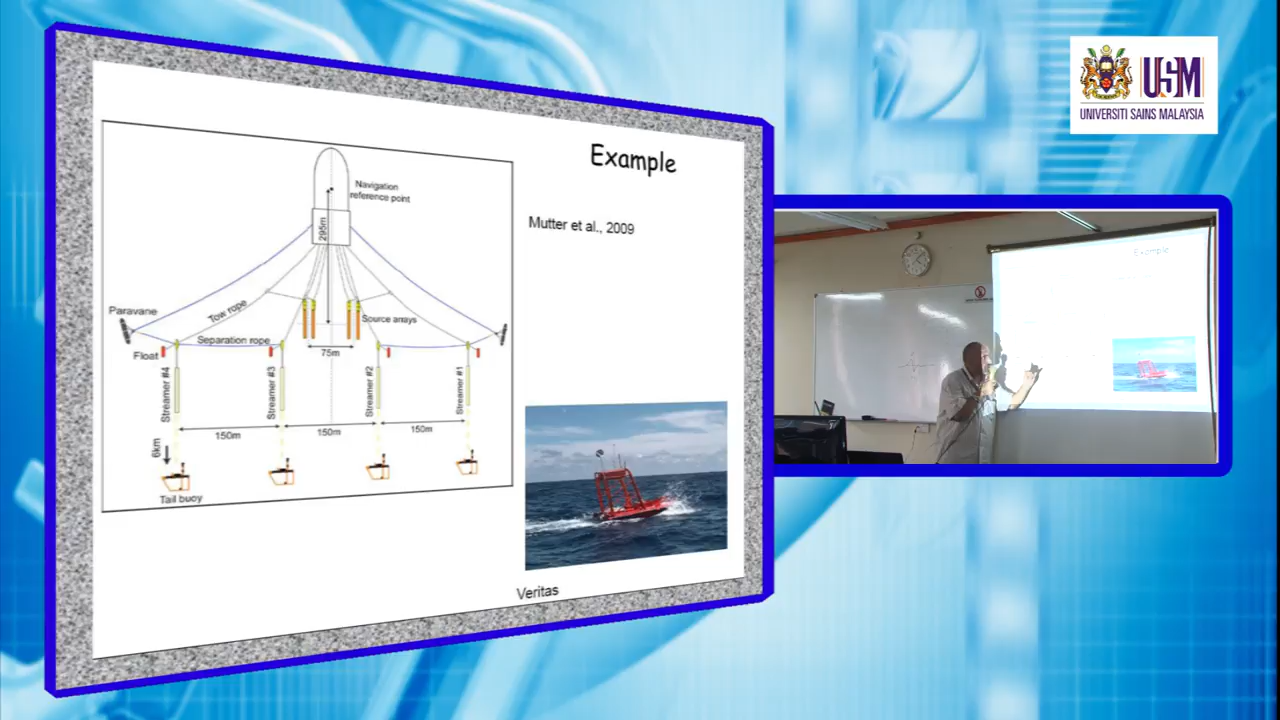 USM
UNIVERSITI SAINS MALAYSIA
Example
Mutter et al., 2009
Navigation
reference point
295m
Paravane
Tow rope
Source arrays
Separation rope
75m
Float
Streamer #4
Streamer #3
Streamer #2
Streamer #1
150m
150m
150m
6km
Tail buoy
Veritas
Example